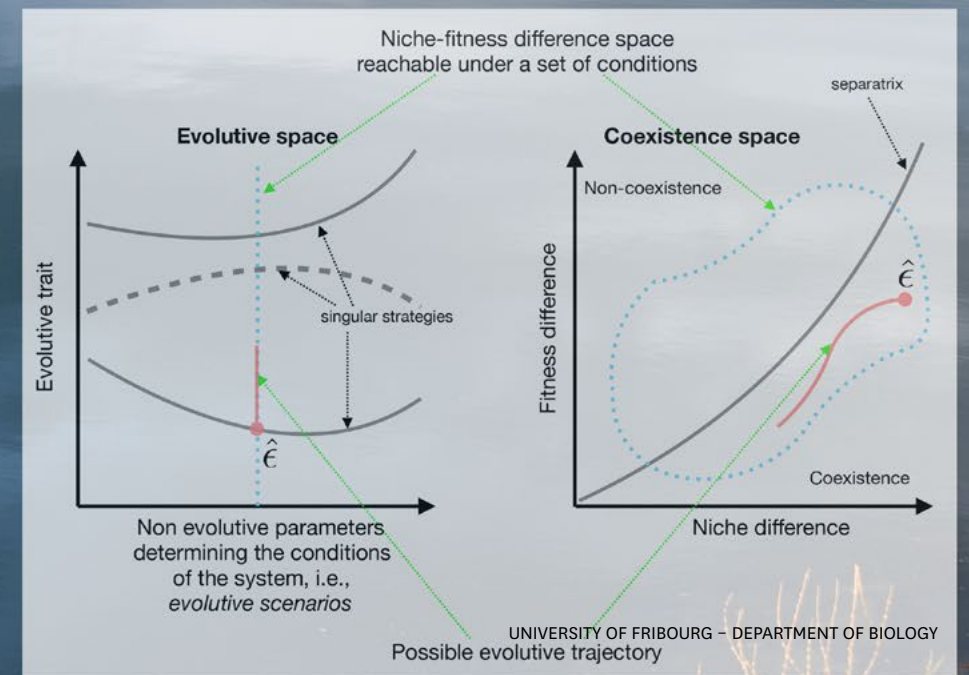 Niche-fitness difference space
reachable under a set of conditions
separatrix
Evolutive space
Coexistence space
Non-coexistence
Evolutive trait
singular strategies
Fitness difference
ϵ̂
ϵ̂
Coexistence
Non evolutive parameters
determining the conditions
of the system, i.e.,
evolutive scenarios
Niche difference
UNIVERSITY OF FRIBOURG – DEPARTMENT OF BIOLOGY
Possible evolutive trajectory